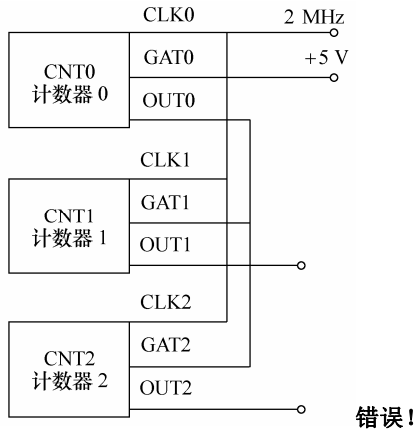 CLK0
2 MHz
CNT0
计数器 0
GAT0
+5 V
OUT0
CLK1
CNT1
计数器 1
GAT1
OUT1
CLK2
CNT2
计数器 2
GAT2
OUT2
错误!